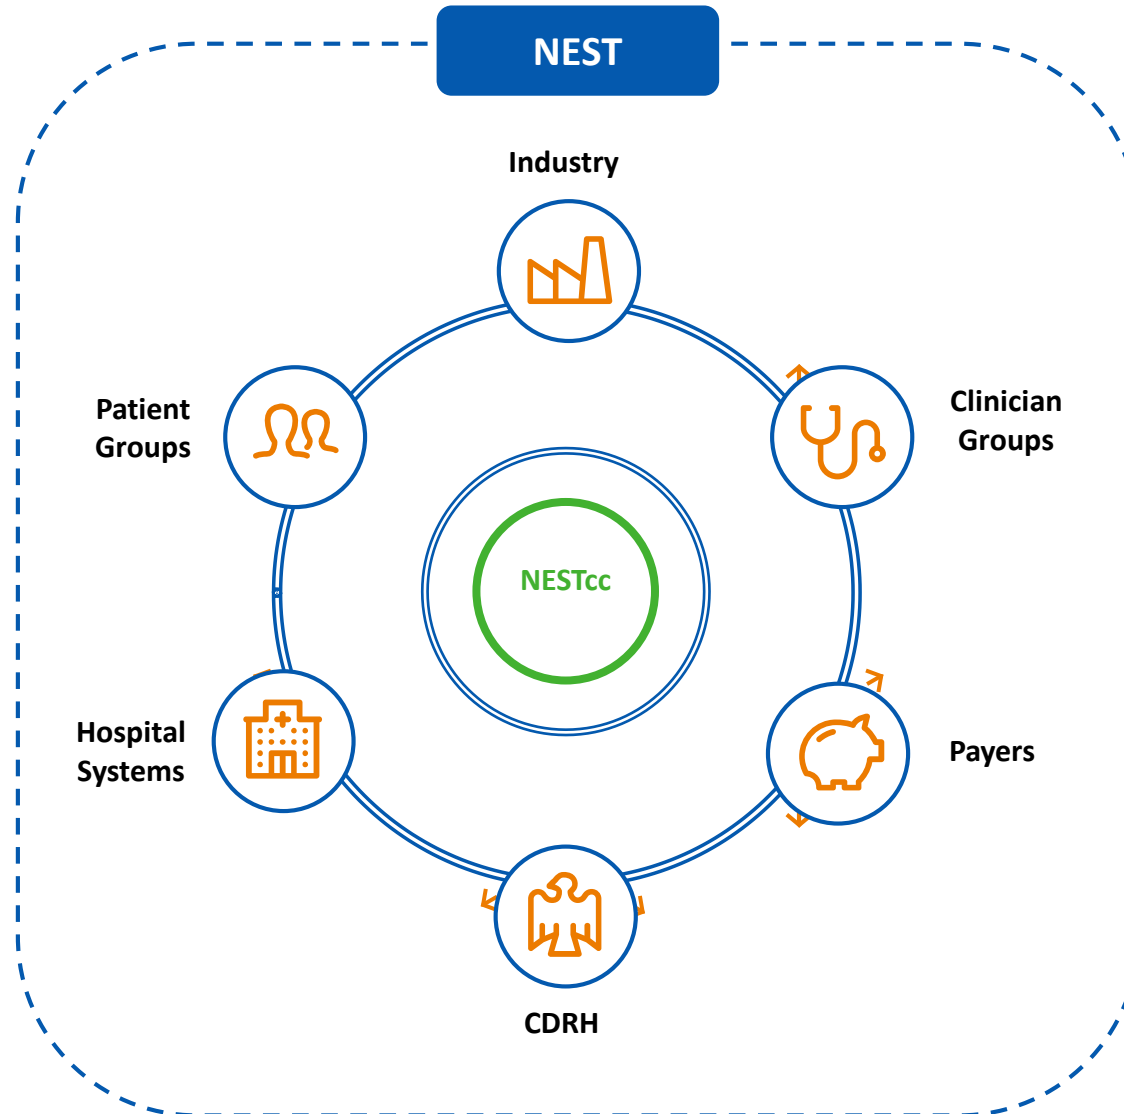 NEST
Industry
Patient
Groups
Clinician
Groups
NESTcc
Hospital
Systems
Payers
CDRH